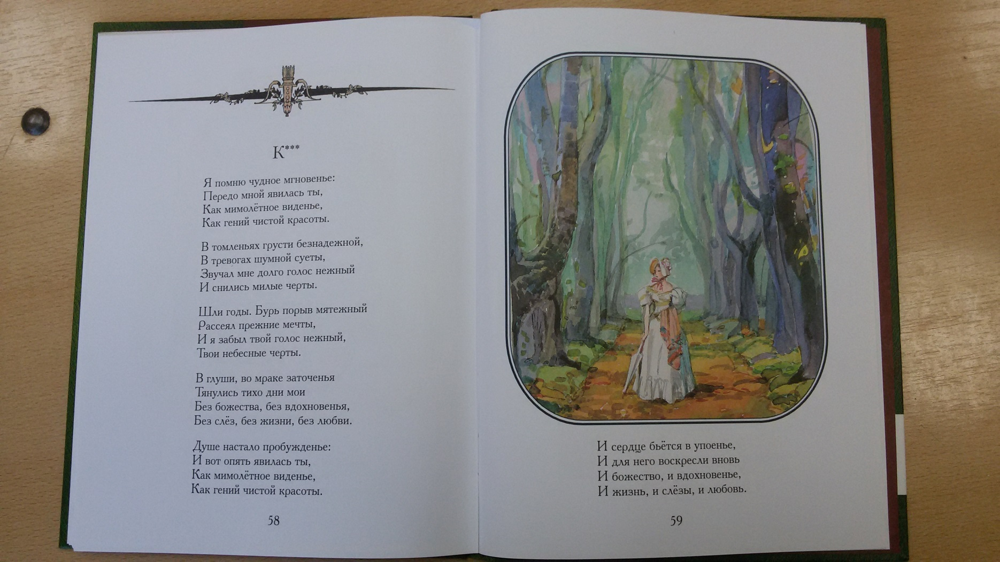 К***
Я помню чудное мгновенье:
Передо мной явилась ты,
Как мимолётное виденье,
Как гений чистой красоты.
В томленьях грусти безнадежной,
В тревогах шумной суеты,
Звучал мне долго голос нежный
И снились милые черты.
Шли годы. Бурь порыв мятежный
Рассеял прежние мечты,
И я забыл твой голос нежный,
Твои небесные черты.
В глуши, во мраке заточенья
Тянулись тихо дни мои
Без божества, без вдохновенья,
Без слёз, без жизни, без любви.
Душе настало пробужденье:
И вот опять явилась ты,
Как мимолётное виденье,
Как гений чистой красоты.
58
И сердце бьётся в упоенье,
И для него воскресли вновь
И божество, и вдохновенье,
И жизнь, и слёзы, и любовь.
59